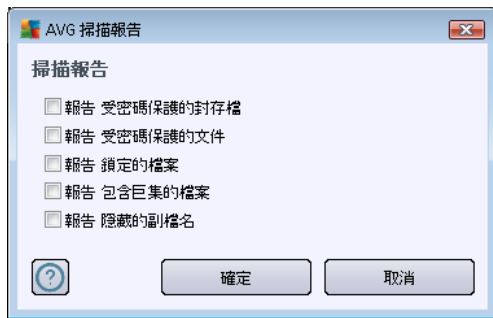 AVG 掃描報告
掃描報告
報告 受密碼保護的封存檔
報告 受密碼保護的文件
報告 鎖定的檔案
報告 包含巨集的檔案
報告 隱藏的副檔名
?
確定
取消